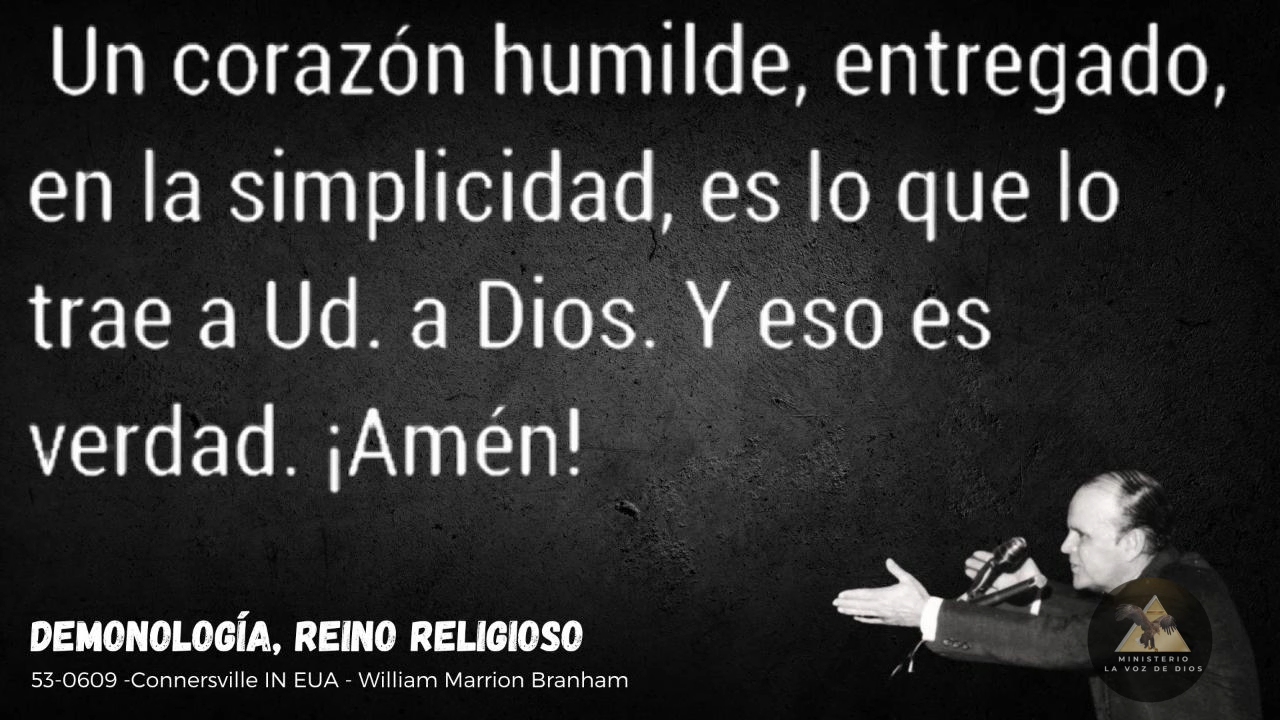 Un corazón humilde, entregado,
en la simplicidad, es lo que lo
trae a Ud. a Dios. Y eso es
verdad. ¡Amén!
DEMONOLOGÍA, REINO RELIGIOSO
53-0609 -Connersville IN EUA - William Marrion Branham
MINISTERIO
LA VOZ DE DIOS